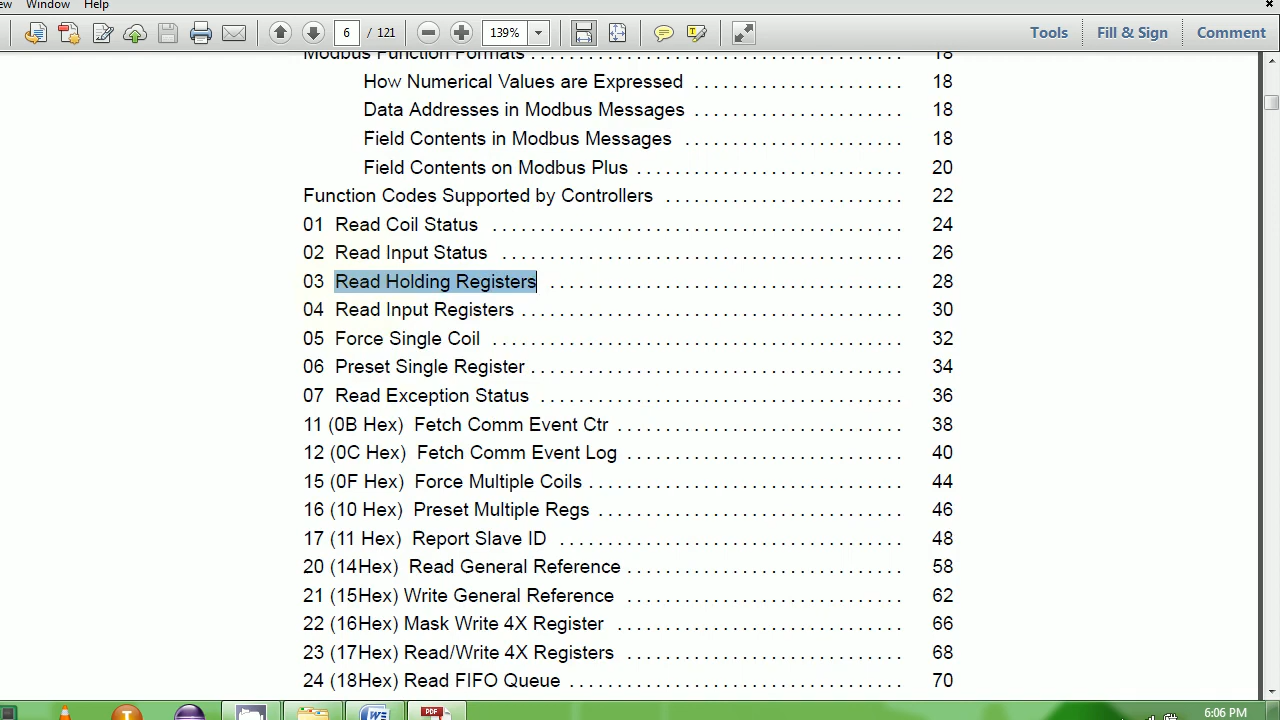 ew Window Help
6 / 121 139% Tools Fill & Sign Comment
Modbus Function Formats . . . . . . . . . . . . . . . . . . . . . . . . . . . . . . . 18
How Numerical Values are Expressed . . . . . . . . . . . . . . . . . . . . . . 18
Data Addresses in Modbus Messages . . . . . . . . . . . . . . . . . . . . . . 18
Field Contents in Modbus Messages . . . . . . . . . . . . . . . . . . . . . . . 18
Field Contents on Modbus Plus . . . . . . . . . . . . . . . . . . . . . . . . . . . . 20
Function Codes Supported by Controllers . . . . . . . . . . . . . . . . . . . . . . . . . 22
01 Read Coil Status . . . . . . . . . . . . . . . . . . . . . . . . . . . . . . . . . . . 24
02 Read Input Status . . . . . . . . . . . . . . . . . . . . . . . . . . . . . . . . . . 26
03 Read Holding Registers . . . . . . . . . . . . . . . . . . . . . . . . . . . . . . 28
04 Read Input Registers . . . . . . . . . . . . . . . . . . . . . . . . . . . . . . . . 30
05 Force Single Coil . . . . . . . . . . . . . . . . . . . . . . . . . . . . . . . . . . . 32
06 Preset Single Register . . . . . . . . . . . . . . . . . . . . . . . . . . . . . . . 34
07 Read Exception Status . . . . . . . . . . . . . . . . . . . . . . . . . . . . . . . 36
11 (0B Hex) Fetch Comm Event Ctr . . . . . . . . . . . . . . . . . . . . . . . . 38
12 (0C Hex) Fetch Comm Event Log . . . . . . . . . . . . . . . . . . . . . . . 40
15 (0F Hex) Force Multiple Coils . . . . . . . . . . . . . . . . . . . . . . . . . . . 44
16 (10 Hex) Preset Multiple Regs . . . . . . . . . . . . . . . . . . . . . . . . . . 46
17 (11 Hex) Report Slave ID . . . . . . . . . . . . . . . . . . . . . . . . . . . . . 48
20 (14Hex) Read General Reference . . . . . . . . . . . . . . . . . . . . . . . 58
21 (15Hex) Write General Reference . . . . . . . . . . . . . . . . . . . . . . . 62
22 (16Hex) Mask Write 4X Register . . . . . . . . . . . . . . . . . . . . . . . . 66
23 (17Hex) Read/Write 4X Registers . . . . . . . . . . . . . . . . . . . . . . . 68
24 (18Hex) Read FIFO Queue . . . . . . . . . . . . . . . . . . . . . . . . . . . . 70
6:06 PM